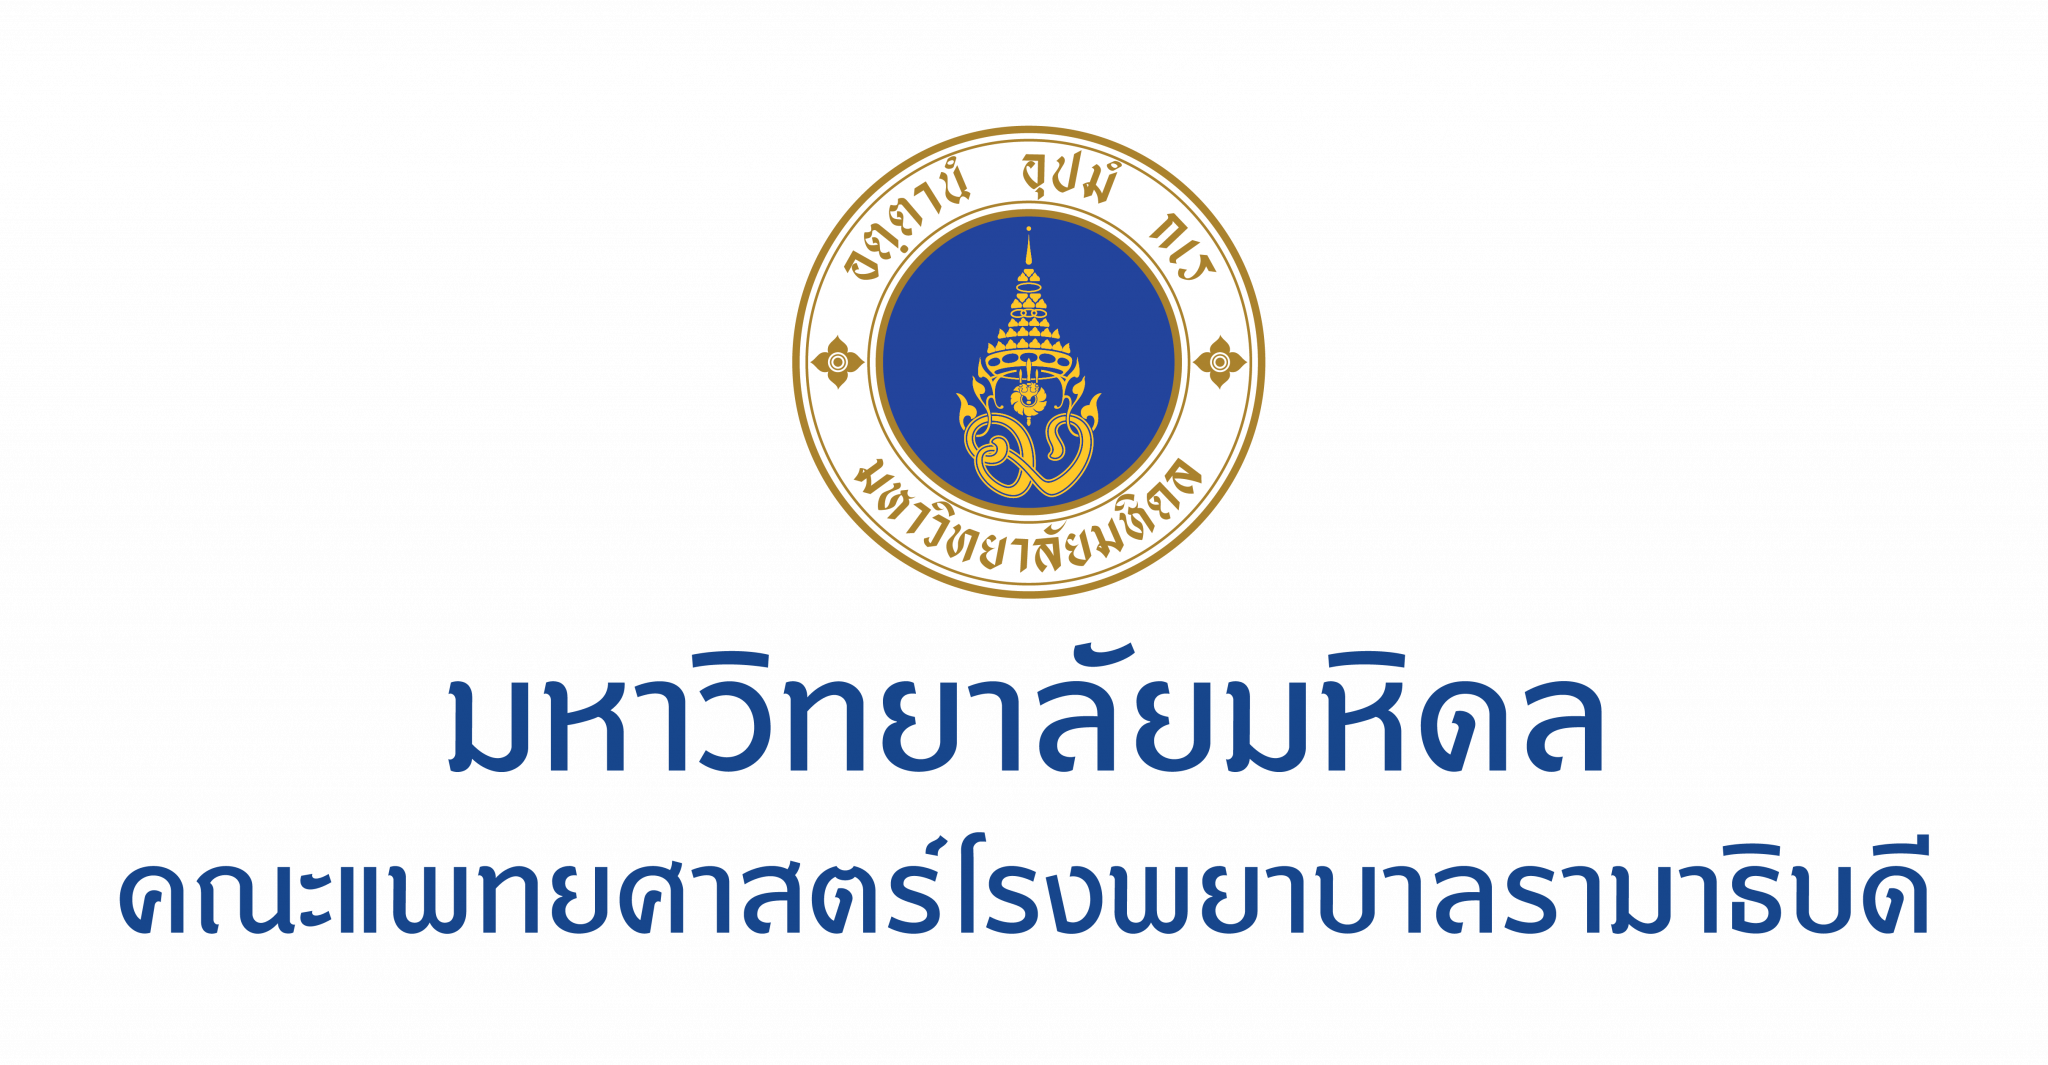 อตฺตานํ อุปมํ กเร
มหาวิทยาลัยมหิดล
มหาวิทยาลัยมหิดล
คณะแพทยศาสตร์โรงพยาบาลรามาธิบดี